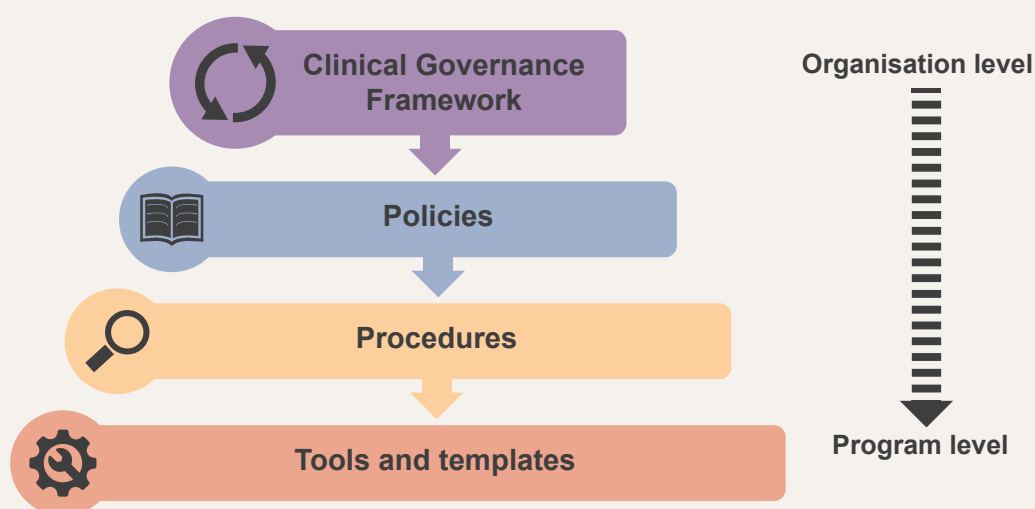 Clinical Governance
Framework
Organisation level
Policies
Procedures
Tools and templates
Program level